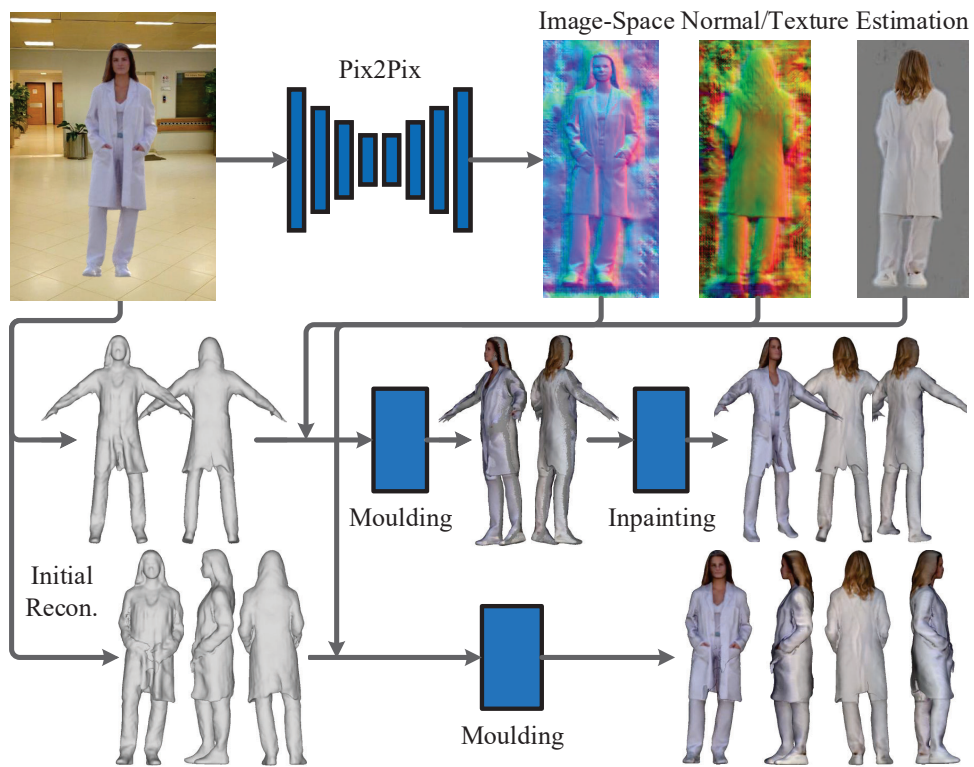 Image-Space Normal/Texture Estimation
Pix2Pix
Moulding
Inpainting
Initial
Recon.
Moulding